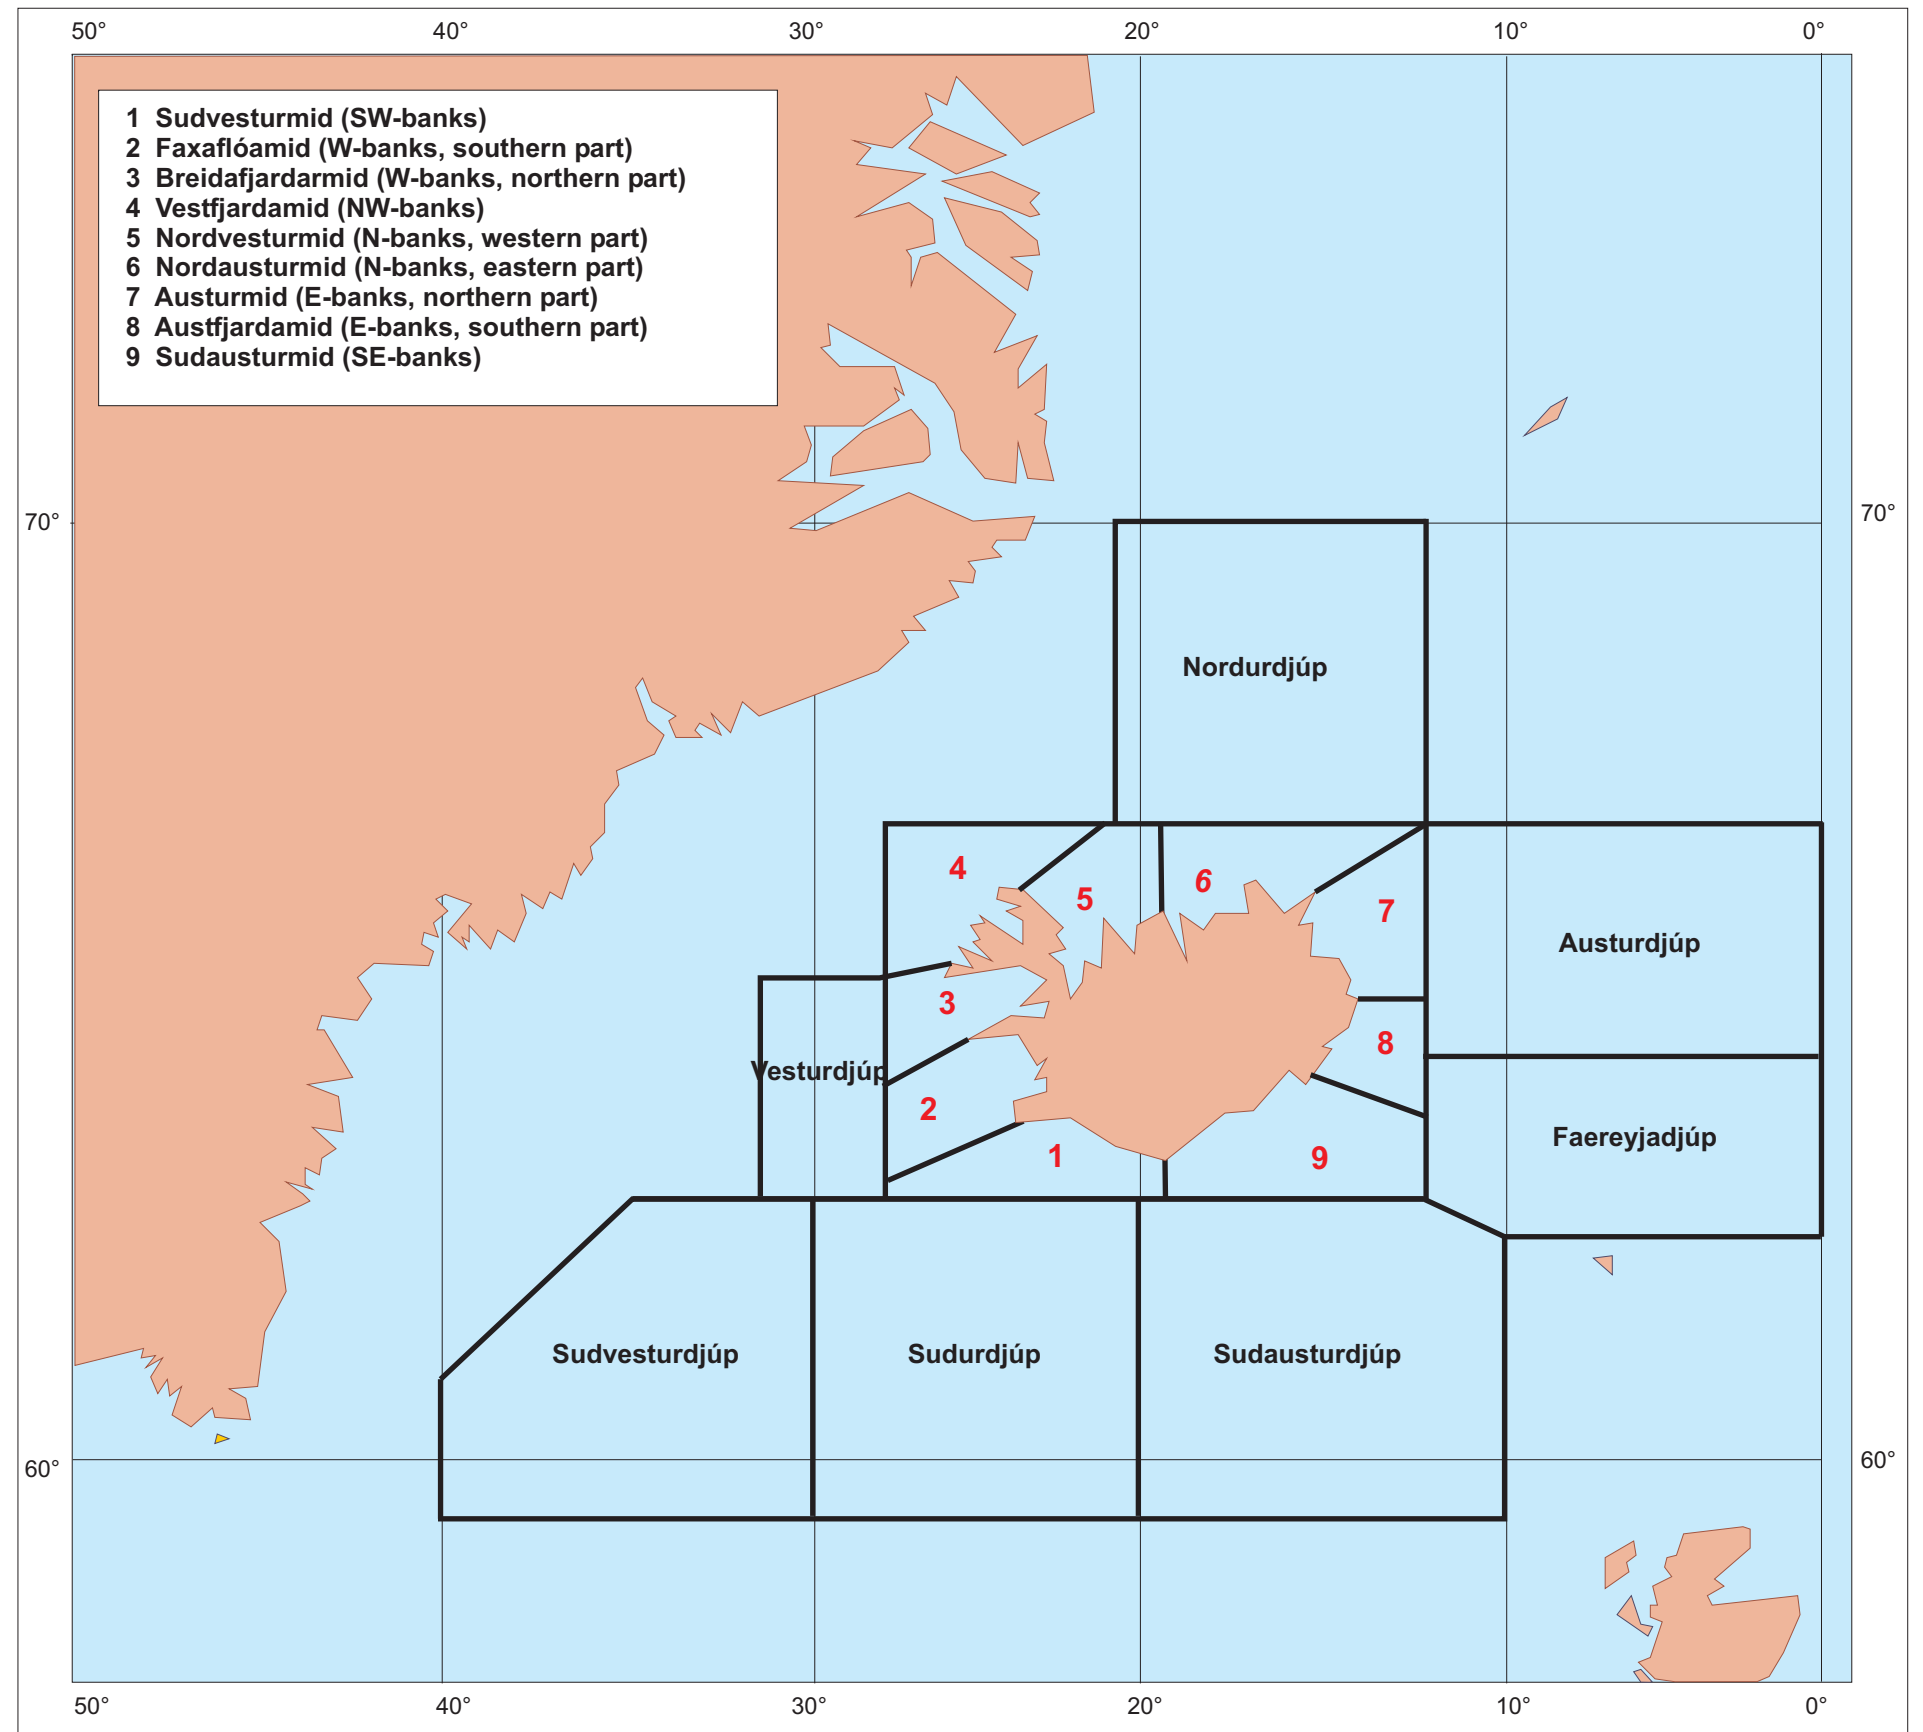 50° 40° 30° 20° 10° 0°
1 Sudvesturmid (SW-banks)
2 Faxaflóamid (W-banks, southern part)
3 Breidafjardarmid (W-banks, northern part)
4 Vestfjardamid (NW-banks)
5 Nordvesturmid (N-banks, western part)
6 Nordausturmid (N-banks, eastern part)
7 Austurmid (E-banks, northern part)
8 Austfjardamid (E-banks, southern part)
9 Sudausturmid (SE-banks)
70° 70°
Nordurdjúp
4
5
6
7
Austurdjúp
3
8
Vesturdjúp
2
Faereyjadjúp
1
9
Sudvesturdjúp
Sudurdjúp
Sudausturdjúp
60° 60°
50° 40° 30° 20° 10° 0°